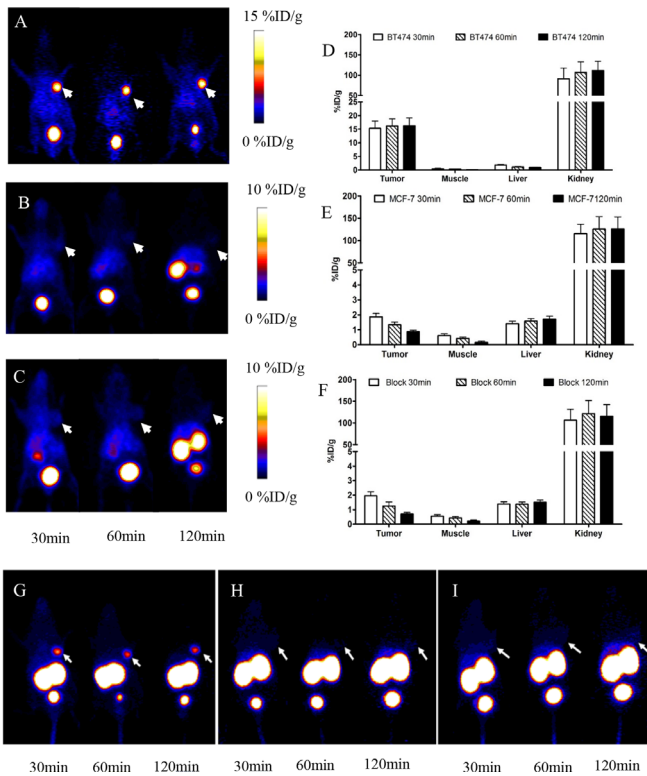 A
15 %ID/g
0 %ID/g
B
10 %ID/g
0 %ID/g
C
10 %ID/g
0 %ID/g
30min 60min 120min
D
BT474 30min BT474 60min BT474 120min
%ID/g
200
150
100
50
25
20
15
10
5
0
Tumor Muscle Liver Kidney
E
MCF-7 30min MCF-7 60min MCF-7120min
%ID/g
200
150
100
50
5
4
3
2
1
0
Tumor Muscle Liver Kidney
F
Block 30min Block 60min Block 120min
%ID/g
200
150
100
50
5
4
3
2
1
0
Tumor Muscle Liver Kidney
G H I
30min 60min 120min 30min 60min 120min 30min 60min 120min